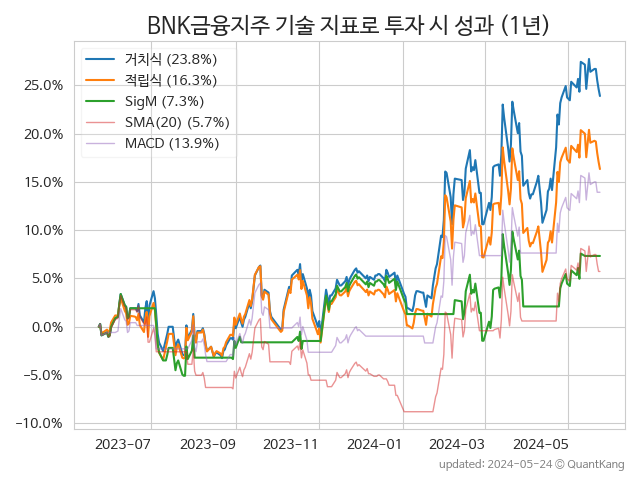 BNK금융지주 기술 지표로 투자 시 성과 (1년)
거치식 (23.8%)
적립식 (16.3%)
SigM (7.3%)
SMA(20) (5.7%)
MACD (13.9%)
25.0%
20.0%
15.0%
10.0%
5.0%
0.0%
−5.0%
−10.0%
2023-07 2023-09 2023-11 2024-01 2024-03 2024-05
updated: 2024-05-24 © QuantKang